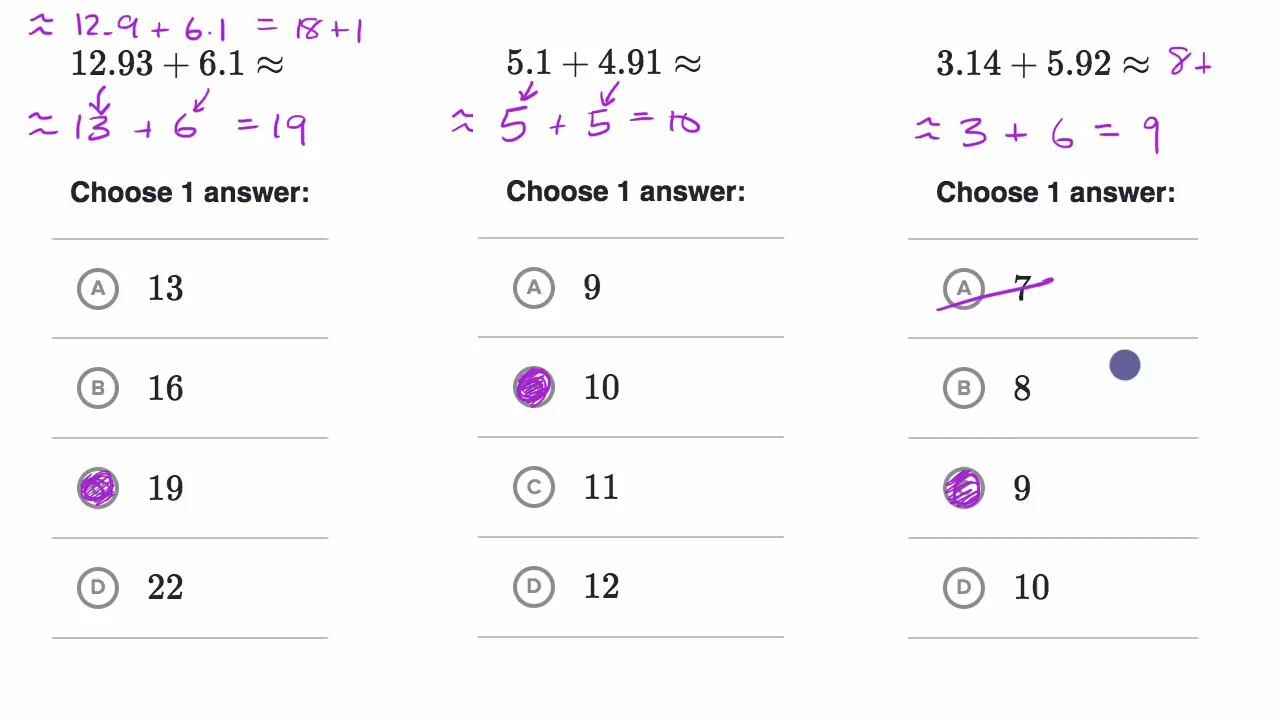 ≈ 12.9 + 6.1 = 18+1
12.93 + 6.1 ≈
≈ 13 + 6 = 19
Choose 1 answer:
A 13
B 16
19
D 22
5.1 + 4.91 ≈
≈ 5 + 5 = 10
Choose 1 answer:
A 9
10
C 11
D 12
3.14 + 5.92 ≈ 8+
≈ 3 + 6 = 9
Choose 1 answer:
A 7
B 8
9
D 10